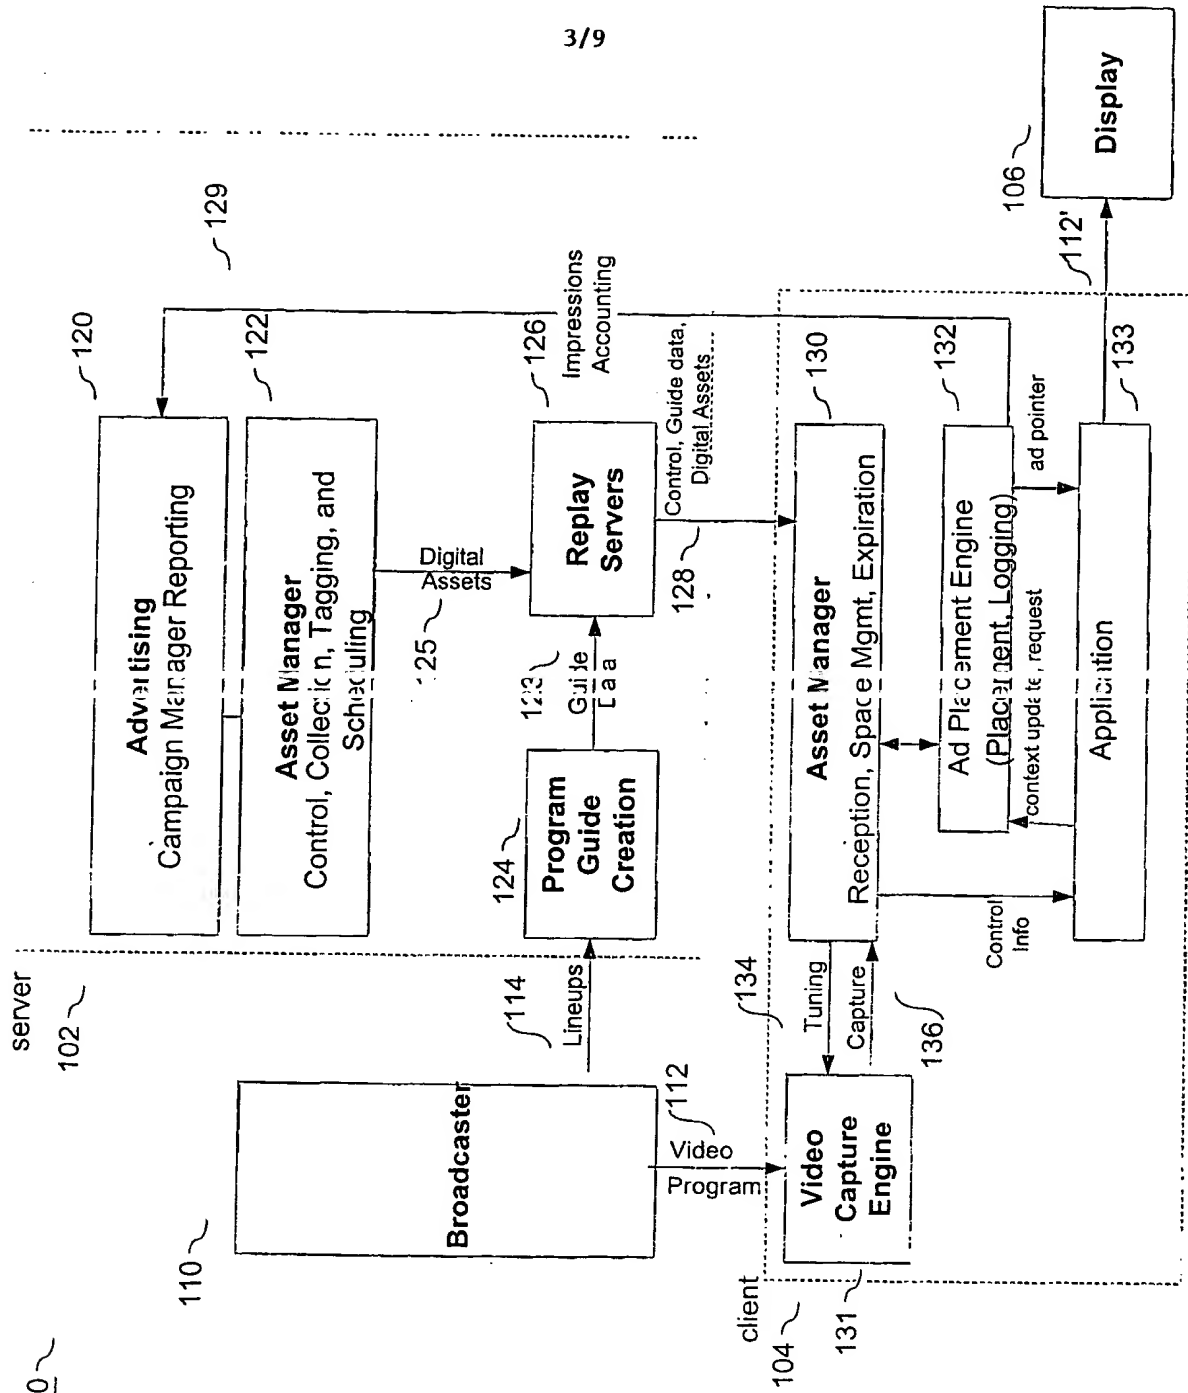 3/9
server
102
120
Advertising
Campaign Manager Reporting
122
Asset Manager
Control, Collection, Tagging, and
Scheduling
129
110
Broadcaster
114
Lineups
124
Program
Guide
Creation
123
Guide
Data
125
Digital
Assets
126
Replay
Servers
Impressions
Accounting
128
Control, Guide data,
Digital Assets
112
Video
Program
client
104
131
Video
Capture
Engine
134
Tuning
Capture
136
130
Asset Manager
Reception, Space Mgmt, Expiration
132
Ad Placement Engine
(Placement, Logging)
Control
Info
context update, request
ad pointer
133
Application
112'
106
Display